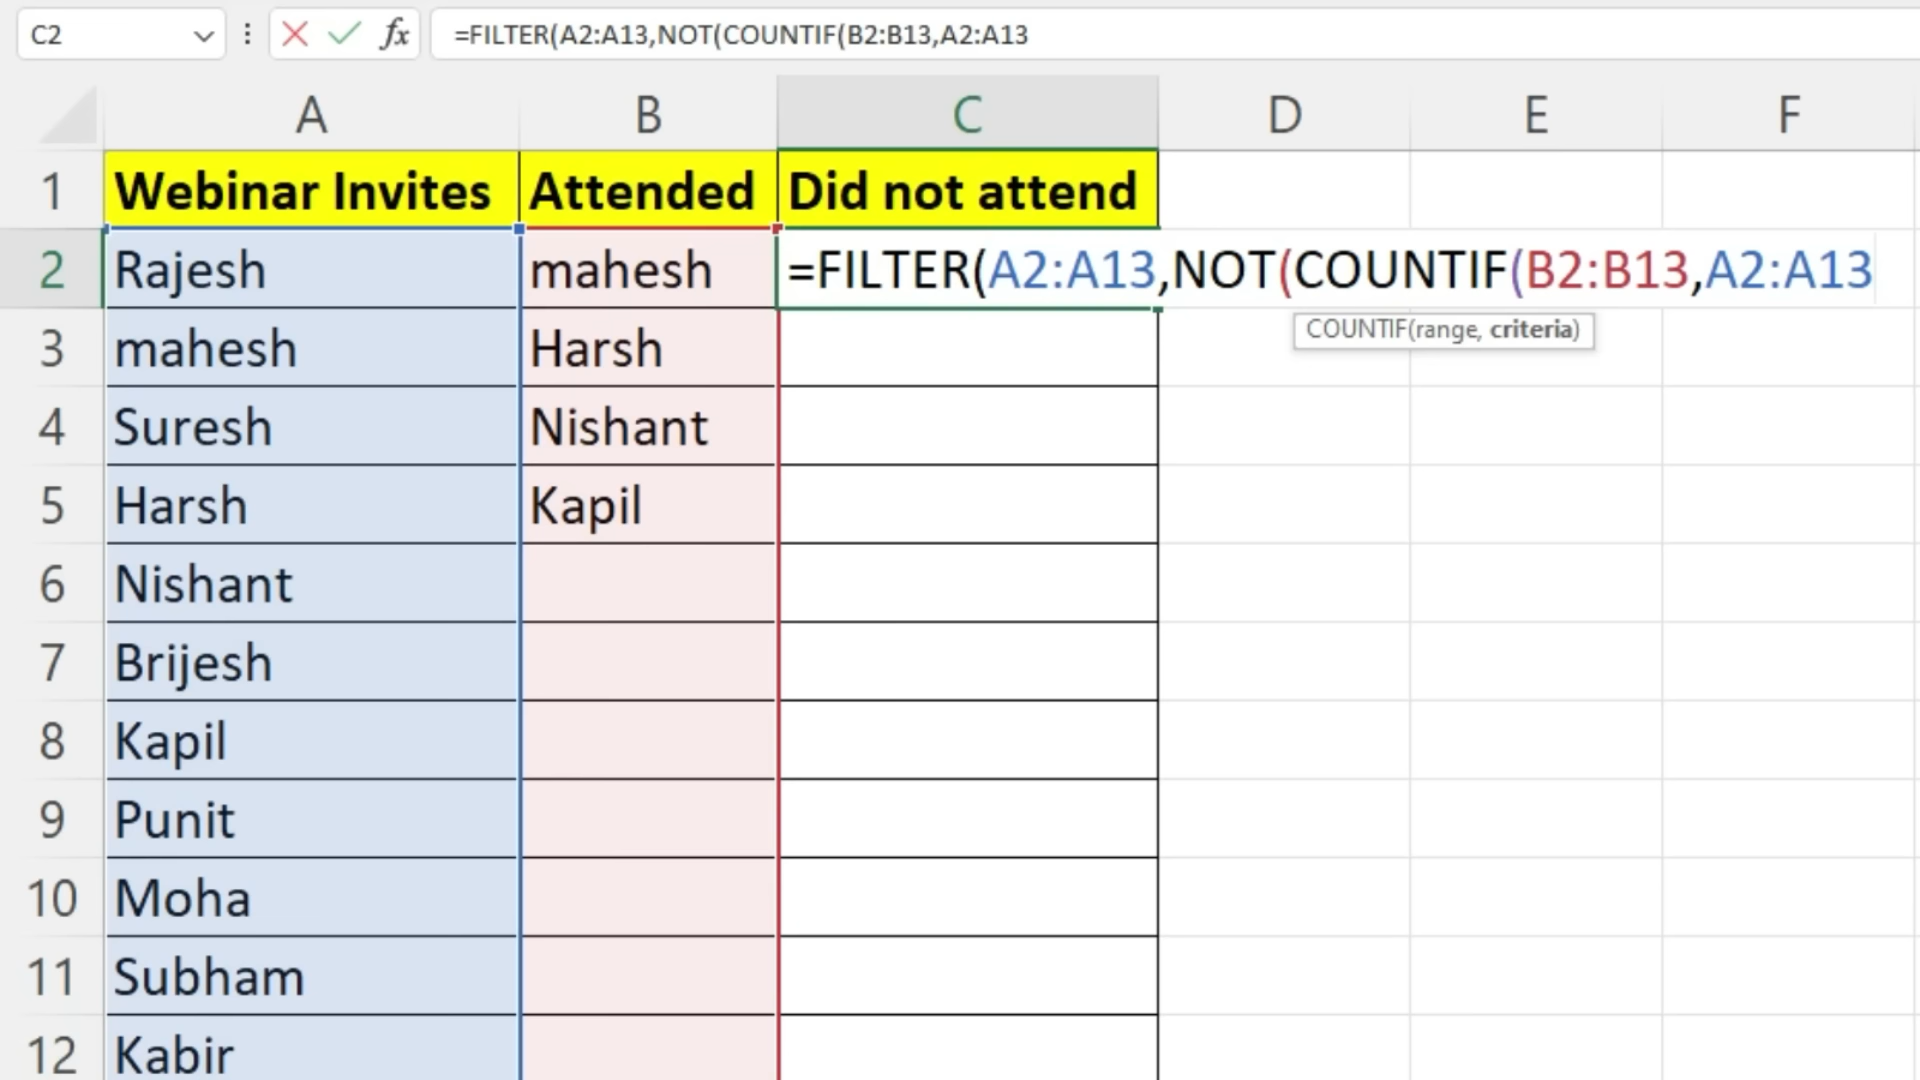 C2 fx =FILTER(A2:A13,NOT(COUNTIF(B2:B13,A2:A13
A B C D E F
1 Webinar Invites Attended Did not attend
2 Rajesh mahesh =FILTER(A2:A13,NOT(COUNTIF(B2:B13,A2:A13
COUNTIF(range, criteria)
3 mahesh Harsh
4 Suresh Nishant
5 Harsh Kapil
6 Nishant
7 Brijesh
8 Kapil
9 Punit
10 Moha
11 Subham
12 Kabir